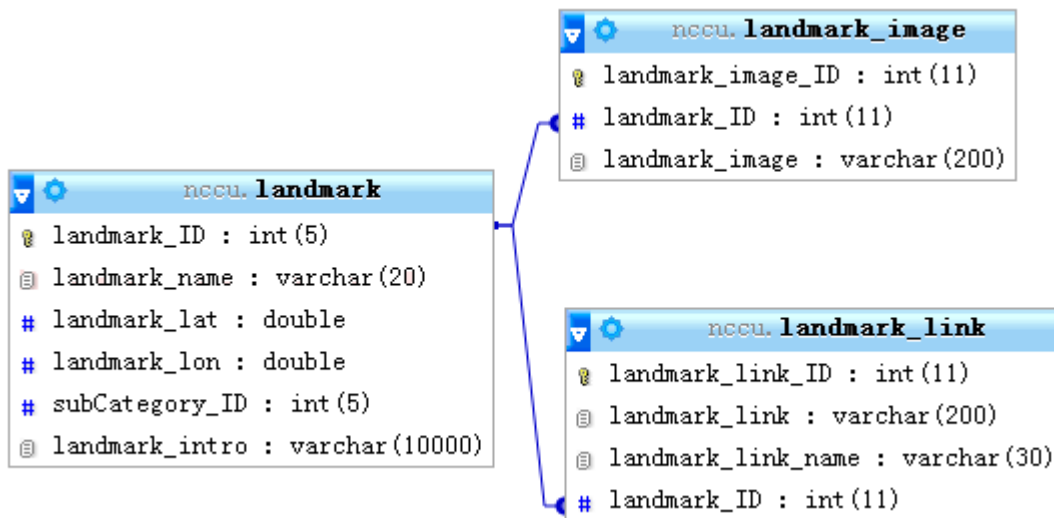 nccu.landmark_image
landmark_image_ID : int(11)
# landmark_ID : int(11)
landmark_image : varchar(200)
nccu.landmark
landmark_ID : int(5)
landmark_name : varchar(20)
# landmark_lat : double
# landmark_lon : double
# subCategory_ID : int(5)
landmark_intro : varchar(10000)
nccu.landmark_link
landmark_link_ID : int(11)
landmark_link : varchar(200)
landmark_link_name : varchar(30)
# landmark_ID : int(11)